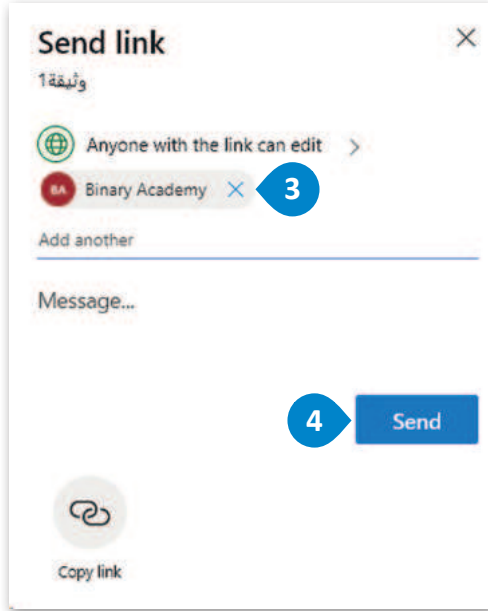 Send link
وثيقة1
Anyone with the link can edit
BA Binary Academy 3
Add another
Message...
4 Send
Copy link